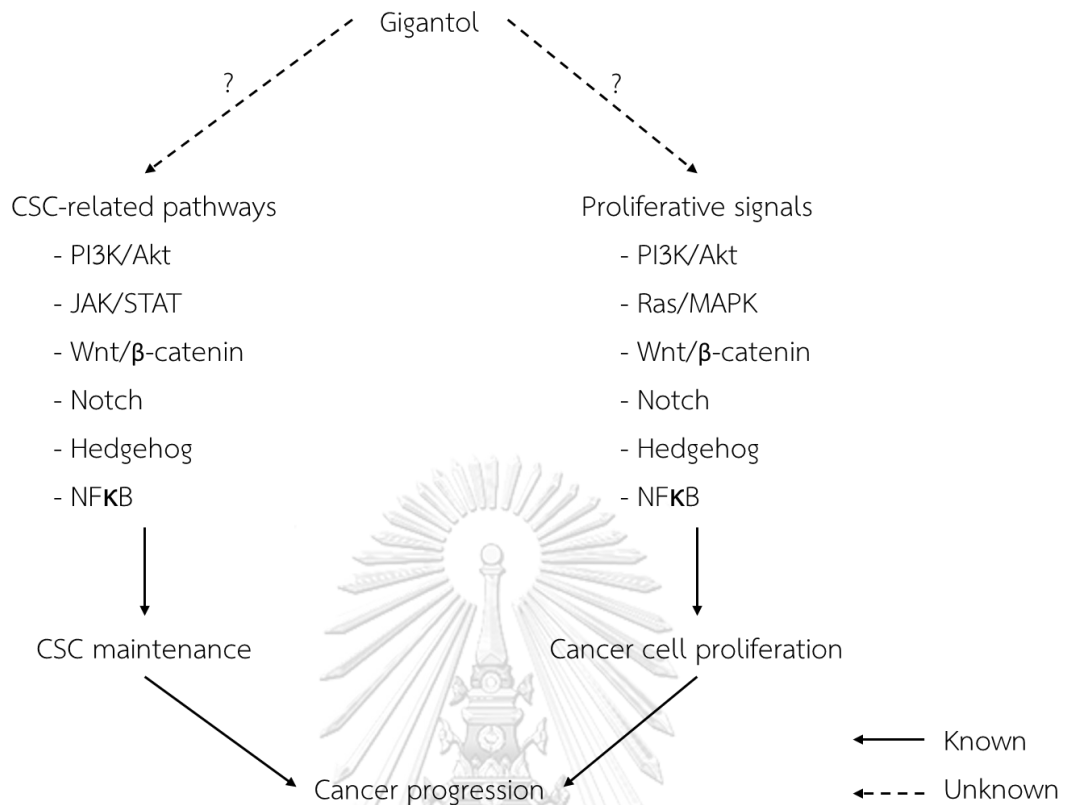 Gigantol
?
?
CSC-related pathways
- PI3K/Akt
- JAK/STAT
- Wnt/β-catenin
- Notch
- Hedgehog
- NFκB
Proliferative signals
- PI3K/Akt
- Ras/MAPK
- Wnt/β-catenin
- Notch
- Hedgehog
- NFκB
CSC maintenance
Cancer cell proliferation
Cancer progression
Known
Unknown